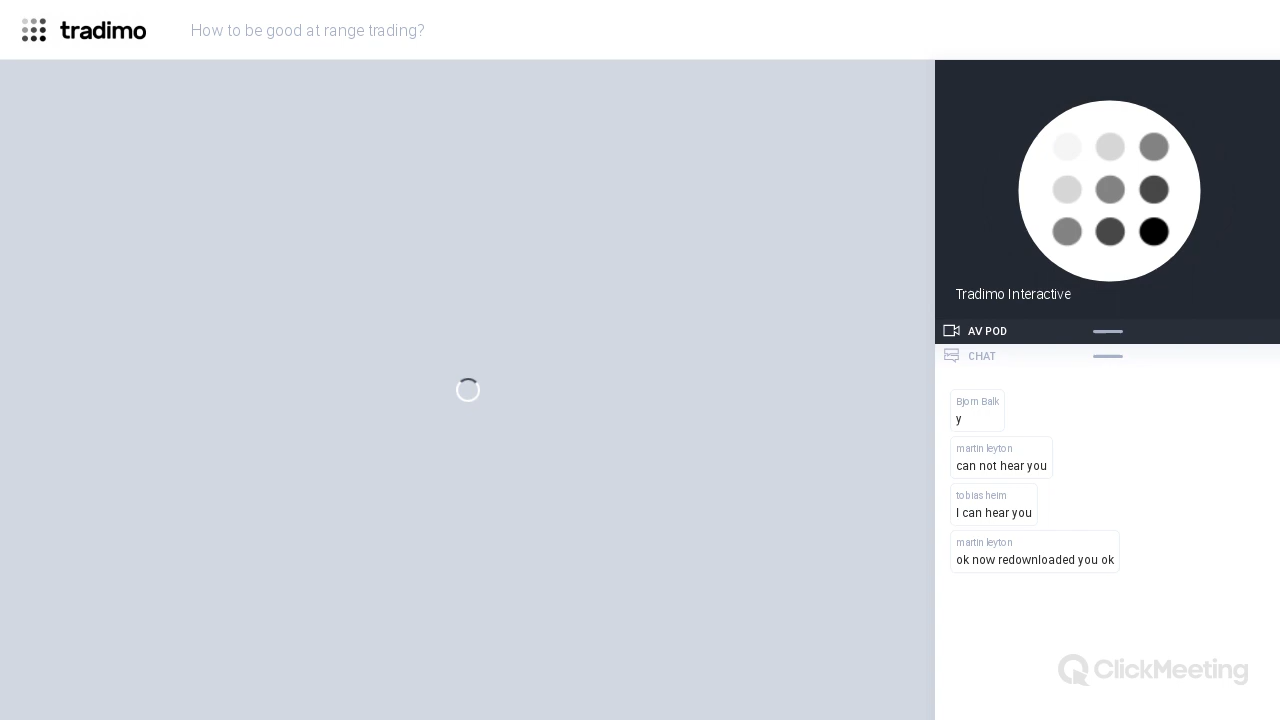 tradimo
How to be good at range trading?
Tradimo Interactive
AV POD
CHAT
Bjorn Balk
y
martin leyton
can not hear you
tobias heim
I can hear you
martin leyton
ok now redownloaded you ok
ClickMeeting